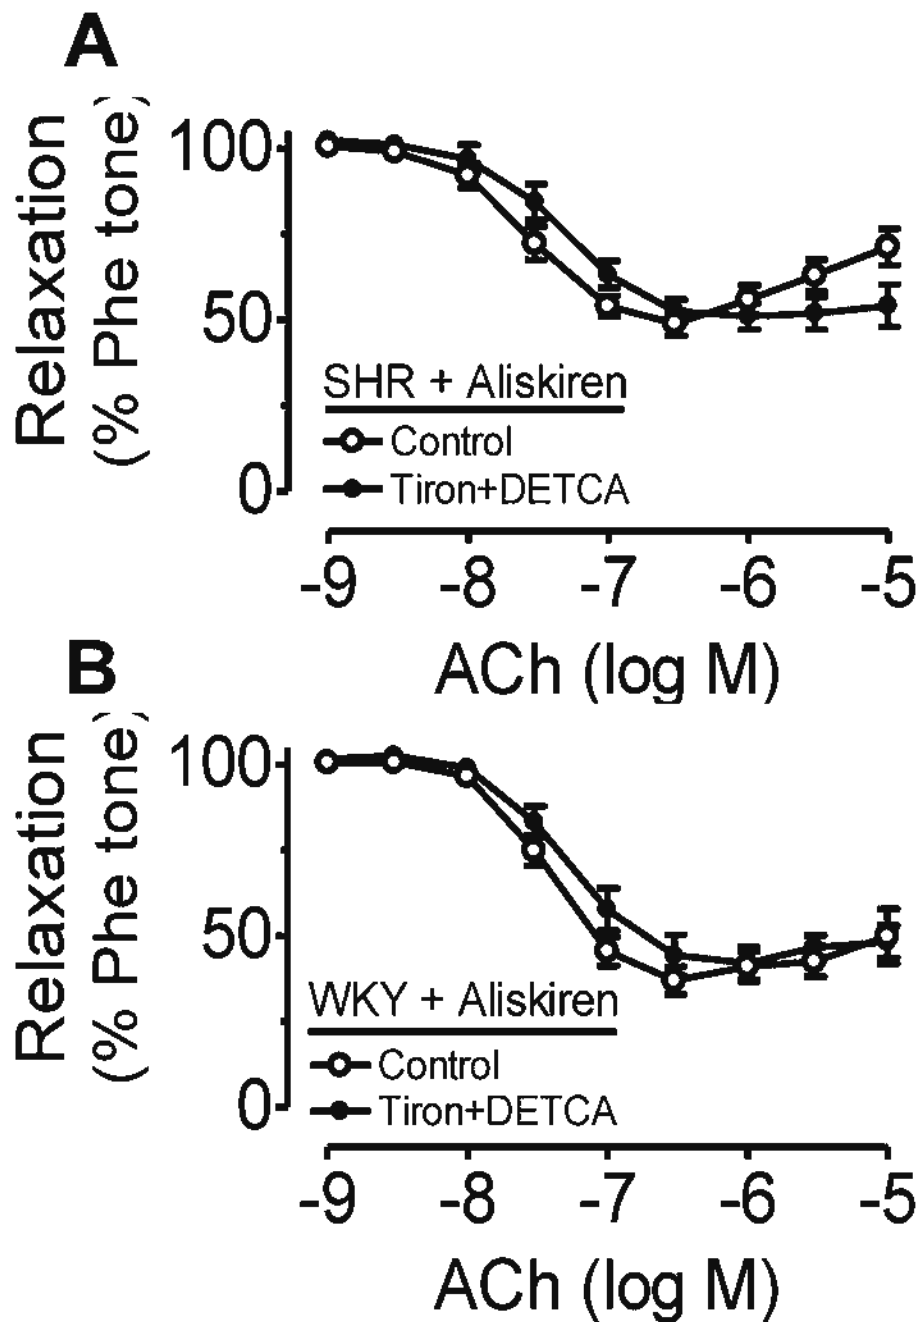 A
Relaxation
(% Phe tone)
100
50
0
SHR + Aliskiren
Control
Tiron+DETCA
-9 -8 -7 -6 -5
ACh (log M)
B
Relaxation
(% Phe tone)
100
50
0
WKY + Aliskiren
Control
Tiron+DETCA
-9 -8 -7 -6 -5
ACh (log M)